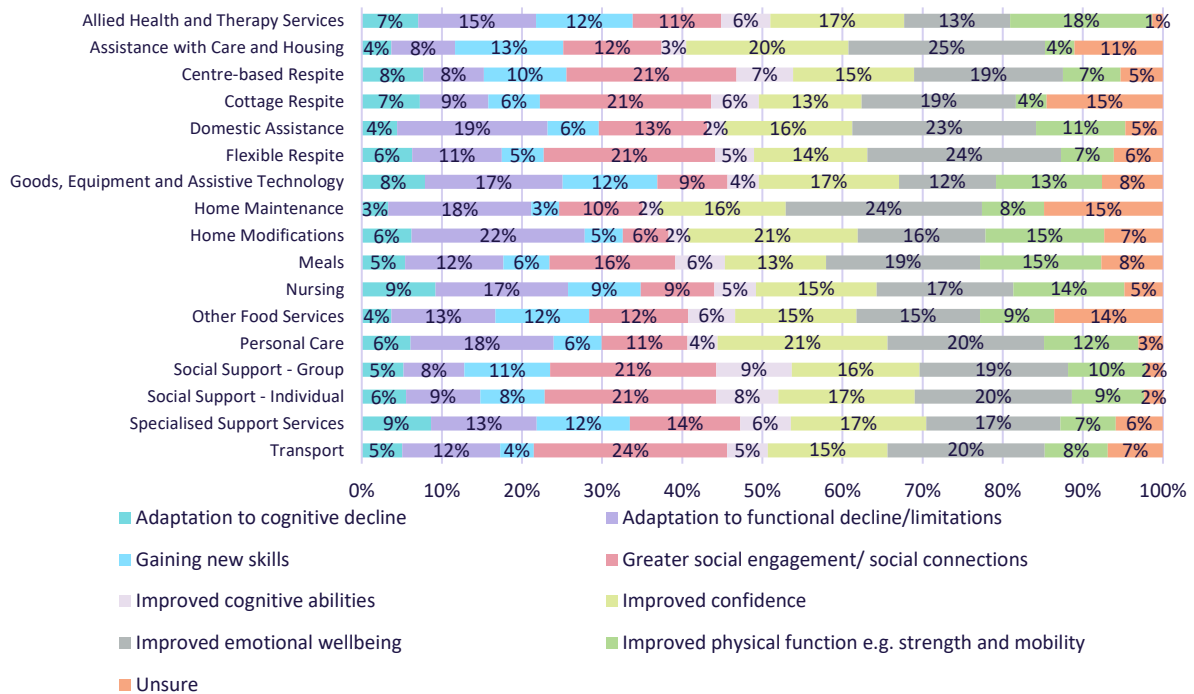 Allied Health and Therapy Services 7% 15% 12% 11% 6% 17% 13% 18% 1%
Assistance with Care and Housing 4% 8% 13% 12% 3% 20% 25% 4% 11%
Centre-based Respite 8% 8% 10% 21% 7% 15% 19% 7% 5%
Cottage Respite 7% 9% 6% 21% 6% 13% 19% 4% 15%
Domestic Assistance 4% 19% 6% 13% 2% 16% 23% 11% 5%
Flexible Respite 6% 11% 5% 21% 5% 14% 24% 7% 6%
Goods, Equipment and Assistive Technology 8% 17% 12% 9% 4% 17% 12% 13% 8%
Home Maintenance 3% 18% 3% 10% 2% 16% 24% 8% 15%
Home Modifications 6% 22% 5% 6% 2% 21% 16% 15% 7%
Meals 5% 12% 6% 16% 6% 13% 19% 15% 8%
Nursing 9% 17% 9% 9% 5% 15% 17% 14% 5%
Other Food Services 4% 13% 12% 12% 6% 15% 15% 9% 14%
Personal Care 6% 18% 6% 11% 4% 21% 20% 12% 3%
Social Support - Group 5% 8% 11% 21% 9% 16% 19% 10% 2%
Social Support - Individual 6% 9% 8% 21% 8% 17% 20% 9% 2%
Specialised Support Services 9% 13% 12% 14% 6% 17% 17% 7% 6%
Transport 5% 12% 4% 24% 5% 15% 20% 8% 7%
0% 10% 20% 30% 40% 50% 60% 70% 80% 90% 100%
Adaptation to cognitive decline Adaptation to functional decline/limitations
Gaining new skills Greater social engagement/ social connections
Improved cognitive abilities Improved confidence
Improved emotional wellbeing Improved physical function e.g. strength and mobility
Unsure